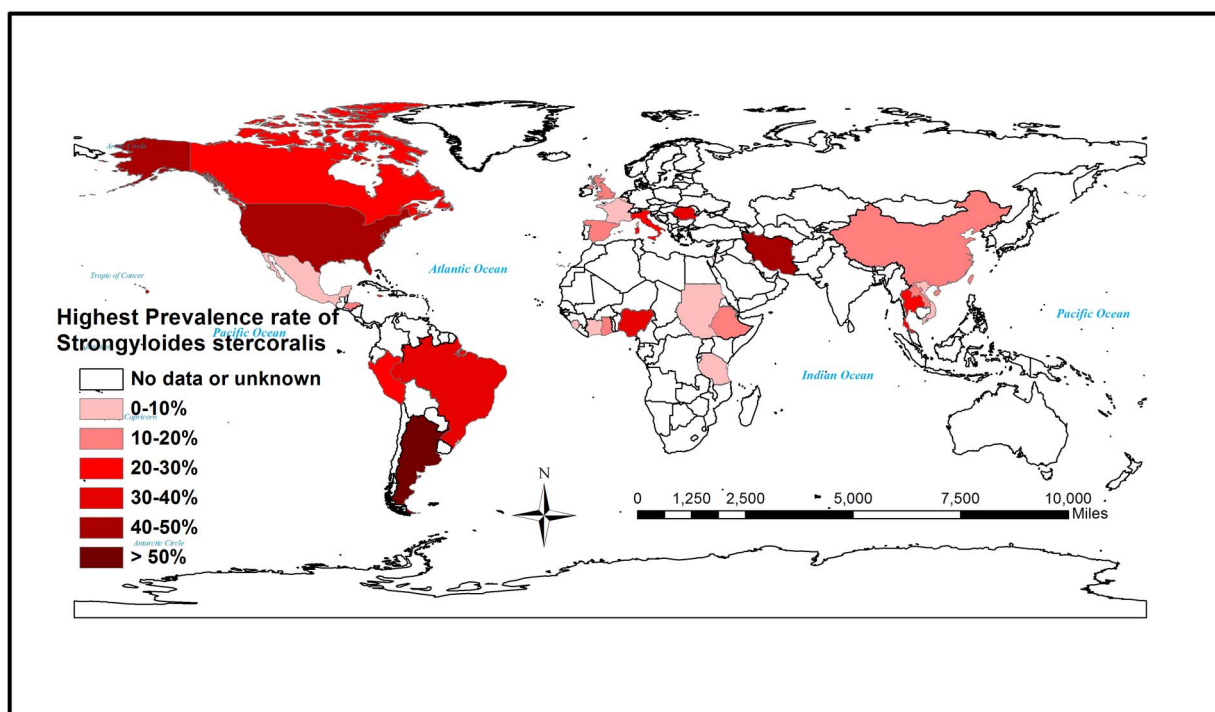 Arctic Circle
Tropic of Cancer
Atlantic Ocean
Pacific Ocean
Pacific Ocean
Indian Ocean
Highest Prevalence rate of
Strongyloides stercoralis
No data or unknown
0-10%
Capricorn
10-20%
20-30%
30-40%
40-50%
Antarctic Circle
> 50%
N
0 1,250 2,500 5,000 7,500 10,000
Miles